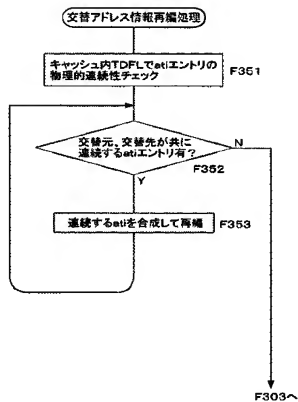 交替アドレス情報再編処理
キャッシュ内TDFLでatiエントリの
物理的連続性チェック
F351
交替元、交替先が共に
連続するatiエントリ有?
N
F352
Y
連続するatiを合成して再編
F353
F303へ